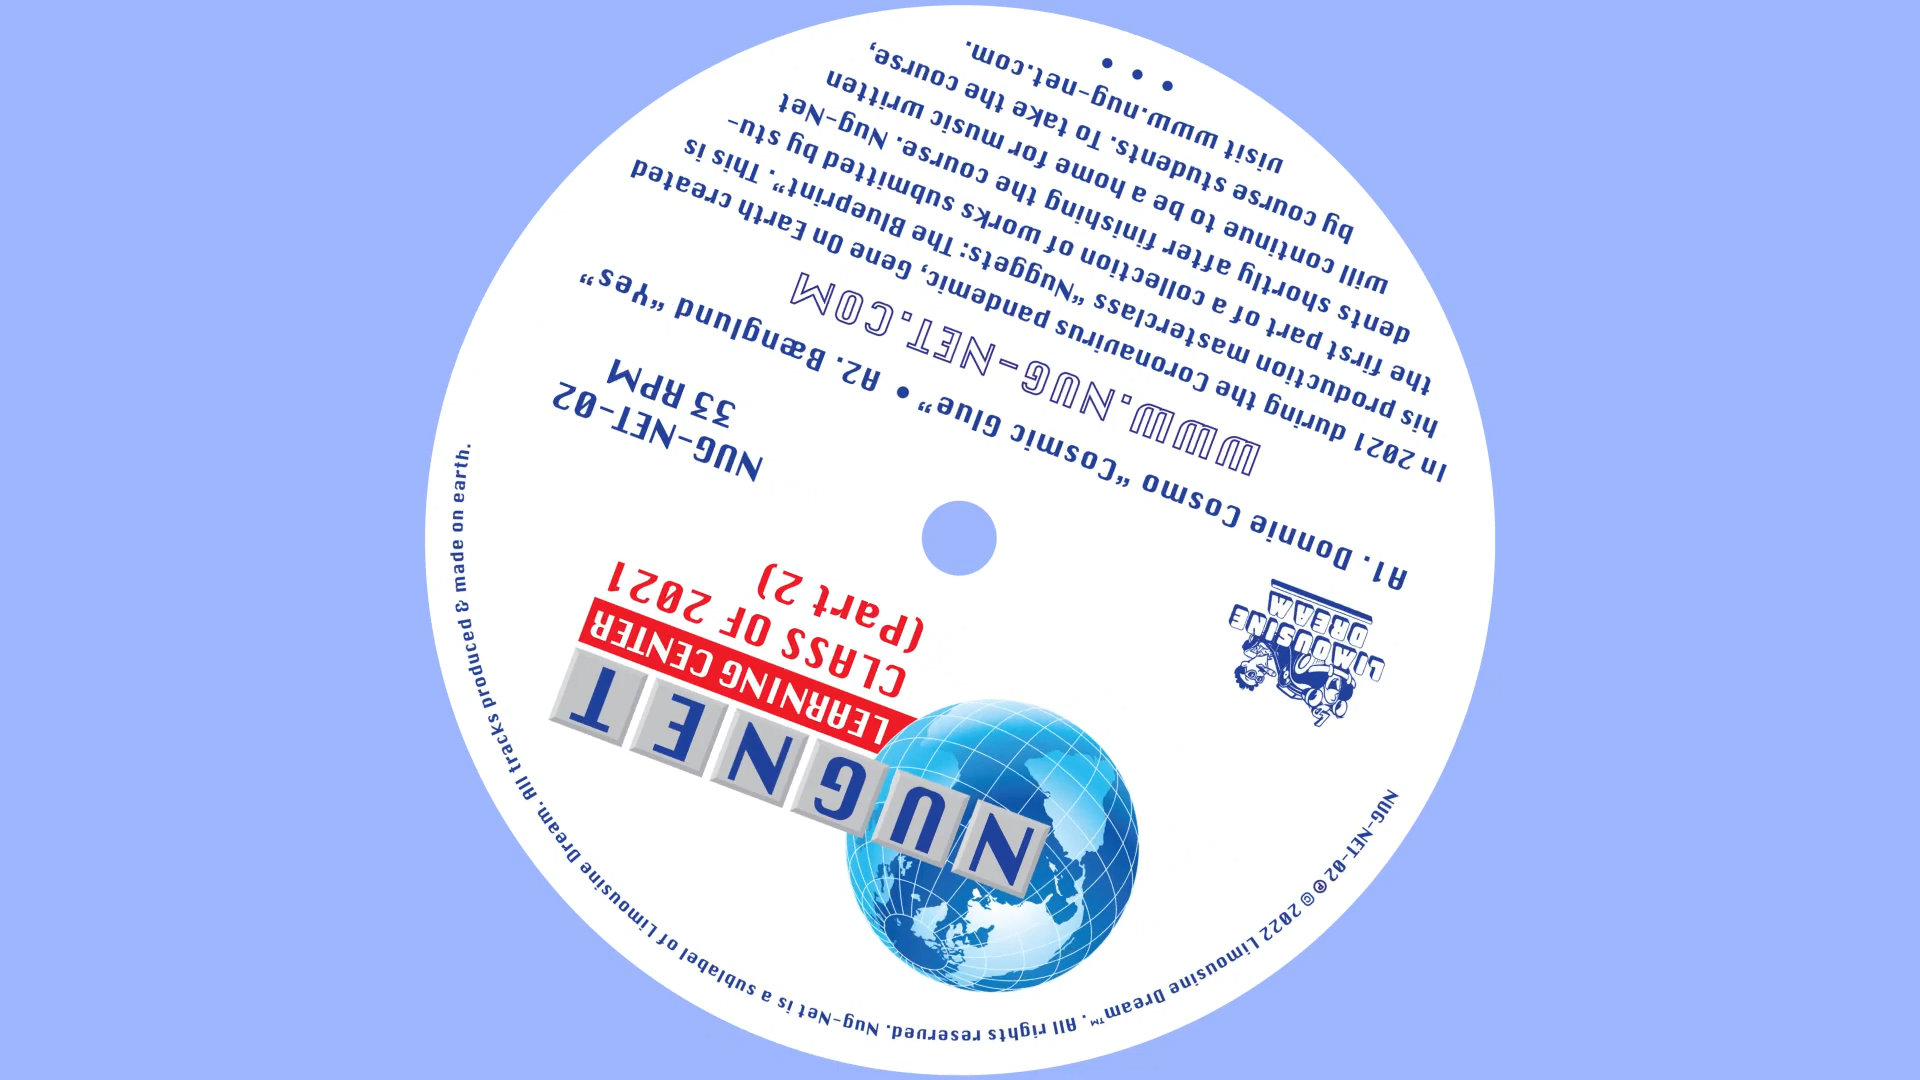 NUG-NET-02 ℗ © 2022 Limousine Dream™. All rights reserved. Nug-Net is a sublabel of Limousine Dream. All tracks produced & made on earth.
NUGNET
LEARNING CENTER
CLASS OF 2021
(Part 2)
LIMOUSINE
DREAM
NUG-NET-02
33 RPM
A1. Donnie Cosmo “Cosmic Glue” • A2. Bænglund “Yes”
WWW.NUG-NET.COM
In 2021 during the Coronavirus pandemic, Gene On Earth created
his production masterclass “Nuggets: The Blueprint”. This is
the first part of a collection of works submitted by stu-
dents shortly after finishing the course. Nug-Net
will continue to be a home for music written
by course students. To take the course,
visit www.nug-net.com.
• • •